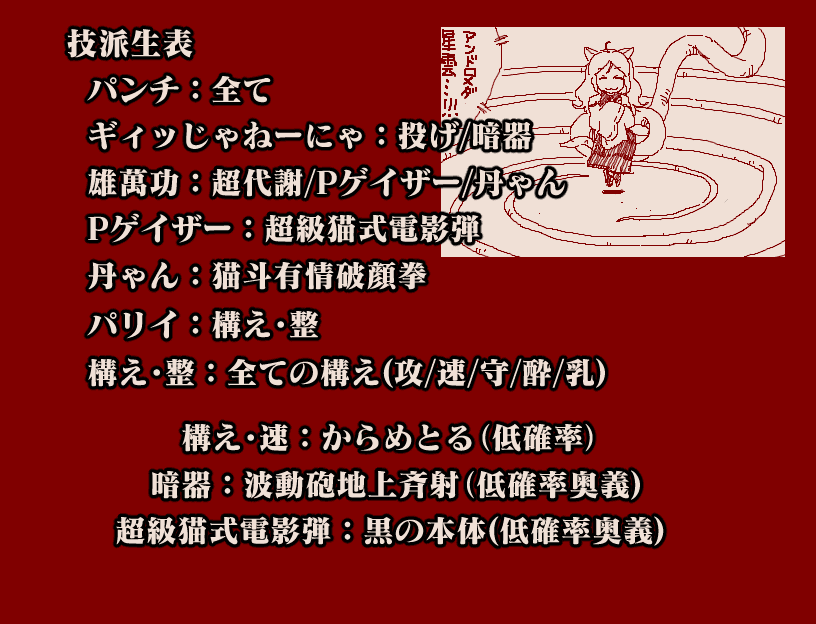 技派生表
パンチ：全て
ギィッじゃねーにゃ：投げ/暗器
雄萬功：超代謝/Pゲイザー/丹ゃん
Pゲイザー：超級猫式電影弾
丹ゃん：猫斗有情破顔拳
パリイ：構え･整
構え･整：全ての構え(攻/速/守/酔/乳)
構え･速：からめとる(低確率)
暗器：波動砲地上斉射(低確率奥義)
超級猫式電影弾：黒の本体(低確率奥義)
アンドロメダ
星雲…!!